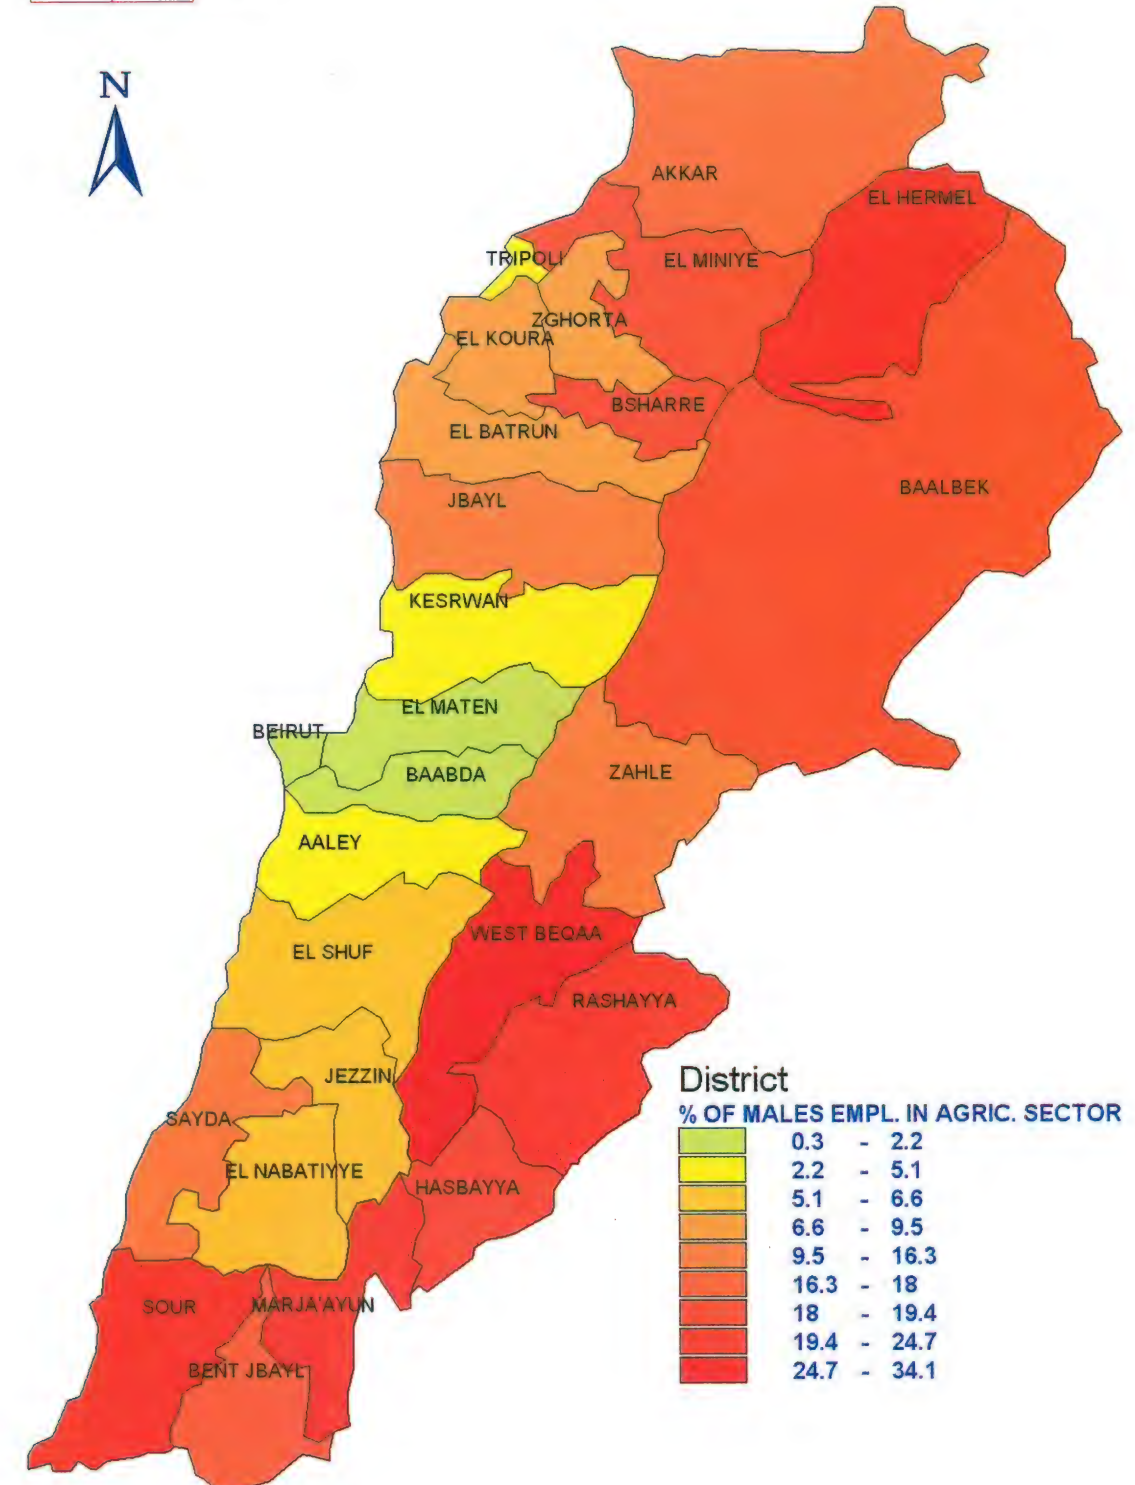 N
AKKAR
EL HERMEL
TRIPOLI
EL MINIYE
ZGHORTA
EL KOURA
BSHARRE
EL BATRUN
BAALBEK
JBAYL
KESRWAN
EL MATEN
BEIRUT
BAABDA
ZAHLE
AALEY
WEST BEQAA
EL SHUF
RASHAYYA
JEZZIN
SAYDA
EL NABATIYYE
HASBAYYA
SOUR
MARJA'AYUN
BENT JBAYL
District
% OF MALES EMPL. IN AGRIC. SECTOR
0.3 - 2.2
2.2 - 5.1
5.1 - 6.6
6.6 - 9.5
9.5 - 16.3
16.3 - 18
18 - 19.4
19.4 - 24.7
24.7 - 34.1